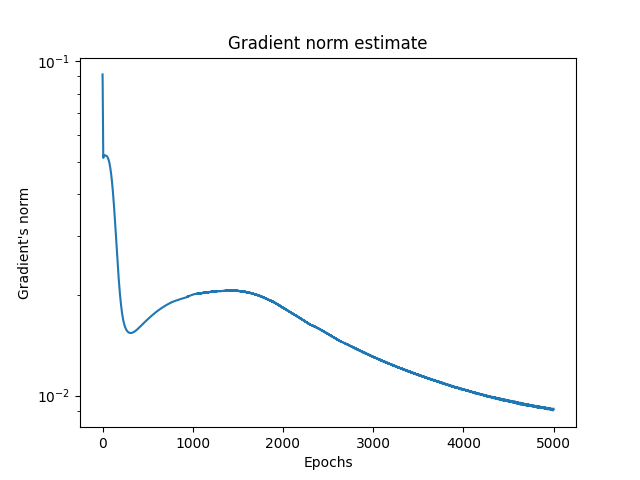 Gradient norm estimate
10⁻¹
10⁻²
Gradient's norm
0 1000 2000 3000 4000 5000
Epochs